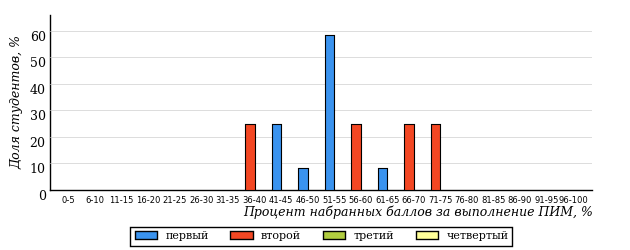 60
50
40
30
20
10
0
Доля студентов, %
0-5 6-10 11-15 16-20 21-25 26-30 31-35 36-40 41-45 46-50 51-55 56-60 61-65 66-70 71-75 76-80 81-85 86-90 91-95 96-100
Процент набранных баллов за выполнение ПИМ, %
первый второй третий четвертый